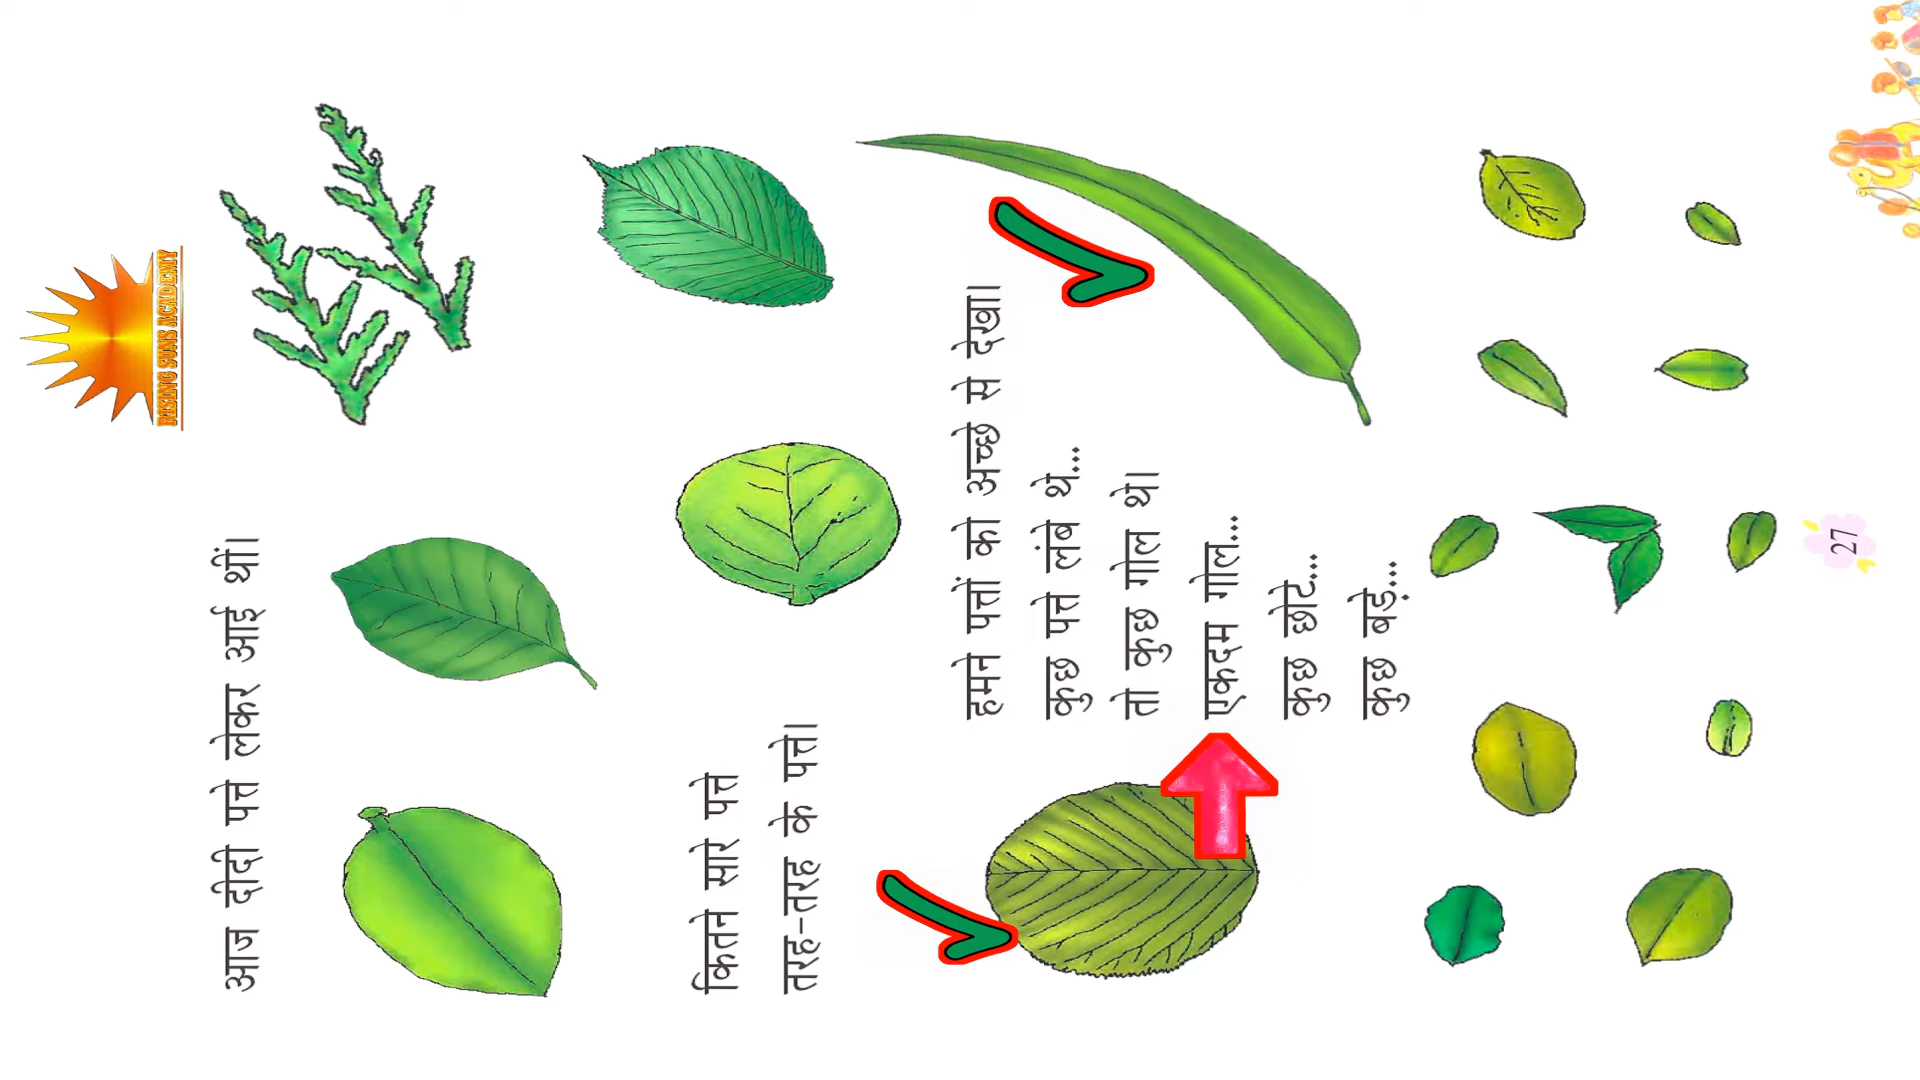 RISING SUNS ACADEMY
आज दीदी पत्ते लेकर आई थीं।
कितने सारे पत्ते
तरह-तरह के पत्ते।
हमने पत्तों को अच्छे से देखा।
कुछ पत्ते लंबे थे...
तो कुछ गोल थे।
एकदम गोल...
कुछ छोटे...
कुछ बड़े...
27